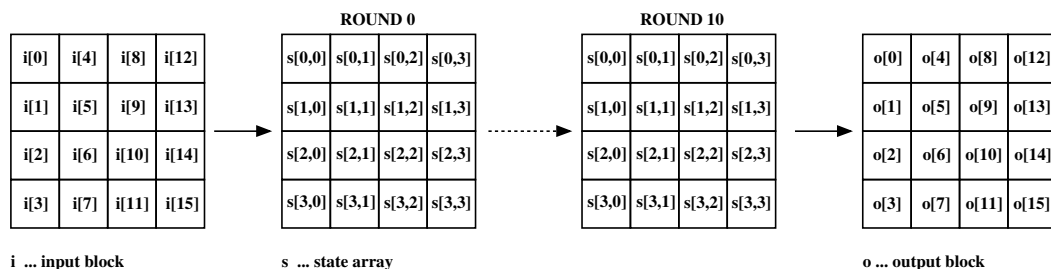 ROUND 0 ROUND 10
i[0] i[4] i[8] i[12] s[0,0] s[0,1] s[0,2] s[0,3] s[0,0] s[0,1] s[0,2] s[0,3] o[0] o[4] o[8] o[12]
i[1] i[5] i[9] i[13] s[1,0] s[1,1] s[1,2] s[1,3] s[1,0] s[1,1] s[1,2] s[1,3] o[1] o[5] o[9] o[13]
i[2] i[6] i[10] i[14] s[2,0] s[2,1] s[2,2] s[2,3] s[2,0] s[2,1] s[2,2] s[2,3] o[2] o[6] o[10] o[14]
i[3] i[7] i[11] i[15] s[3,0] s[3,1] s[3,2] s[3,3] s[3,0] s[3,1] s[3,2] s[3,3] o[3] o[7] o[11] o[15]
i ... input block s ... state array o ... output block